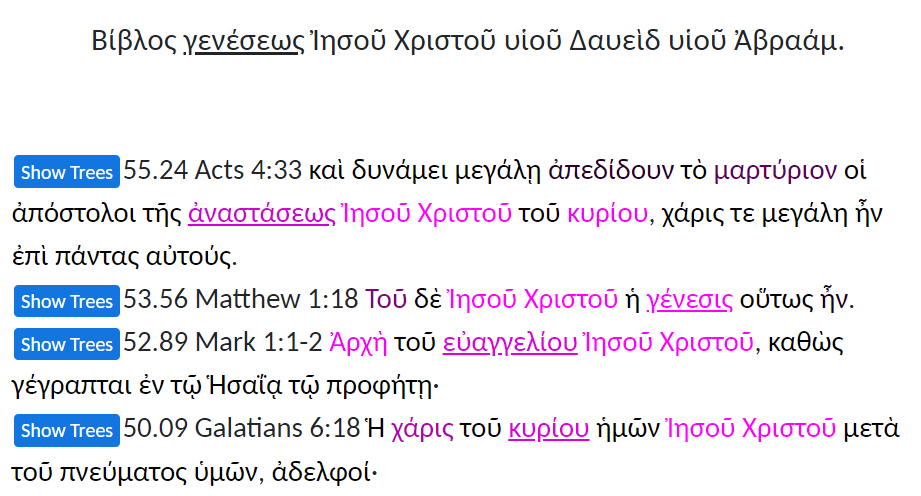 Βίβλος γενέσεως Ἰησοῦ Χριστοῦ υἱοῦ Δαυεὶδ υἱοῦ Ἀβραάμ.
Show Trees 55.24 Acts 4:33 καὶ δυνάμει μεγάλῃ ἀπεδίδουν τὸ μαρτύριον οἱ
ἀπόστολοι τῆς ἀναστάσεως Ἰησοῦ Χριστοῦ τοῦ κυρίου, χάρις τε μεγάλη ἦν
ἐπὶ πάντας αὐτούς.
Show Trees 53.56 Matthew 1:18 Τοῦ δὲ Ἰησοῦ Χριστοῦ ἡ γένεσις οὕτως ἦν.
Show Trees 52.89 Mark 1:1-2 Ἀρχὴ τοῦ εὐαγγελίου Ἰησοῦ Χριστοῦ, καθὼς
γέγραπται ἐν τῷ Ἡσαΐᾳ τῷ προφήτῃ·
Show Trees 50.09 Galatians 6:18 Ἡ χάρις τοῦ κυρίου ἡμῶν Ἰησοῦ Χριστοῦ μετὰ
τοῦ πνεύματος ὑμῶν, ἀδελφοί·